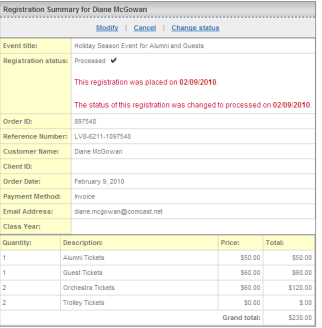 Registration Summary for Diane McGowan
Modify | Cancel | Change status
Event title: Holiday Season Event for Alumni and Guests
Registration status: Processed ✔
This registration was placed on 02/09/2010.
The status of this registration was changed to processed on 02/09/2010.
Order ID: 897548
Reference Number: LV8-6211-1097548
Customer Name: Diane McGowan
Client ID:
Order Date: February 9, 2010
Payment Method: Invoice
Email Address: diane.mcgowan@comcast.net
Class Year:
Quantity: Description: Price: Total:
1 Alumni Tickets $50.00 $50.00
1 Guest Tickets $60.00 $60.00
2 Orchestra Tickets $60.00 $120.00
2 Trolley Tickets $0.00 $.00
Grand total: $230.00